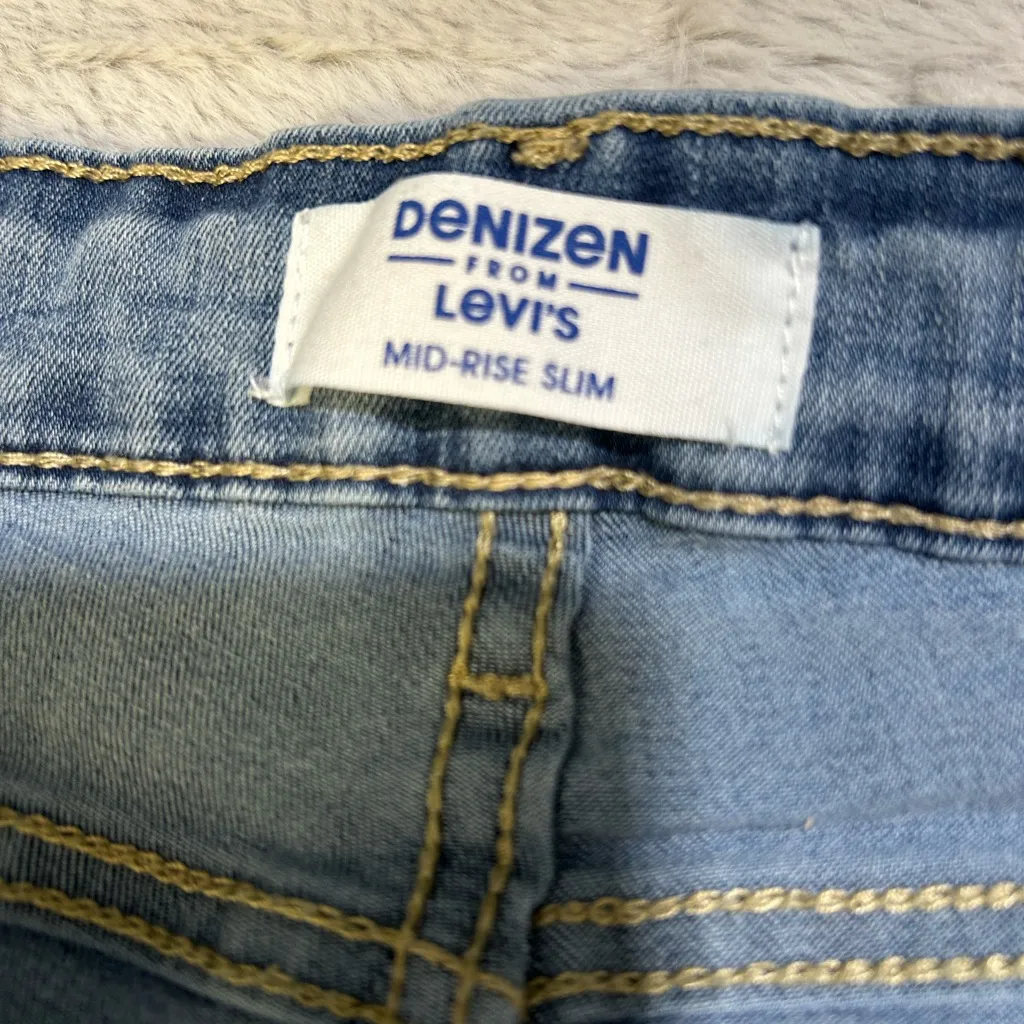 DeNIZeN
FROM
Levi's
MID-RISE SLIM